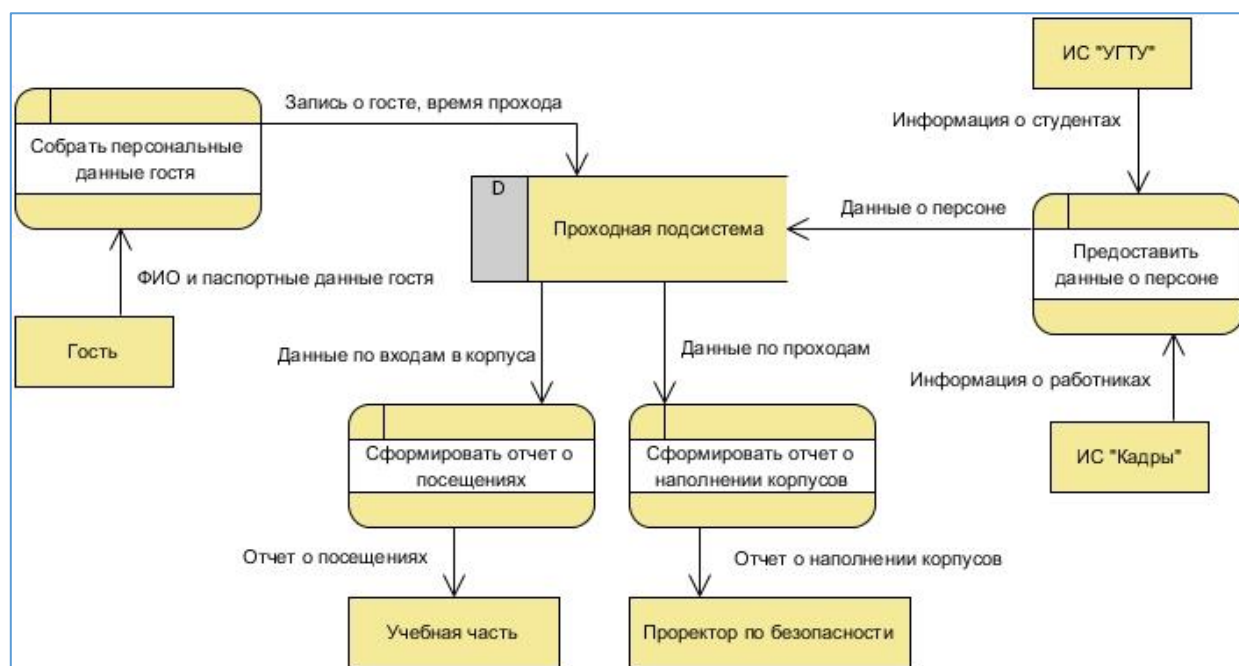 ИС "УГТУ"
Запись о госте, время прохода
Информация о студентах
Собрать персональные
данные гостя
D
Проходная подсистема
Данные о персоне
Предоставить
данные о персоне
ФИО и паспортные данные гостя
Гость
Данные по входам в корпуса
Данные по проходам
Информация о работниках
Сформировать отчет о
посещениях
Сформировать отчет о
наполнении корпусов
ИС "Кадры"
Отчет о посещениях
Отчет о наполнении корпусов
Учебная часть
Проректор по безопасности